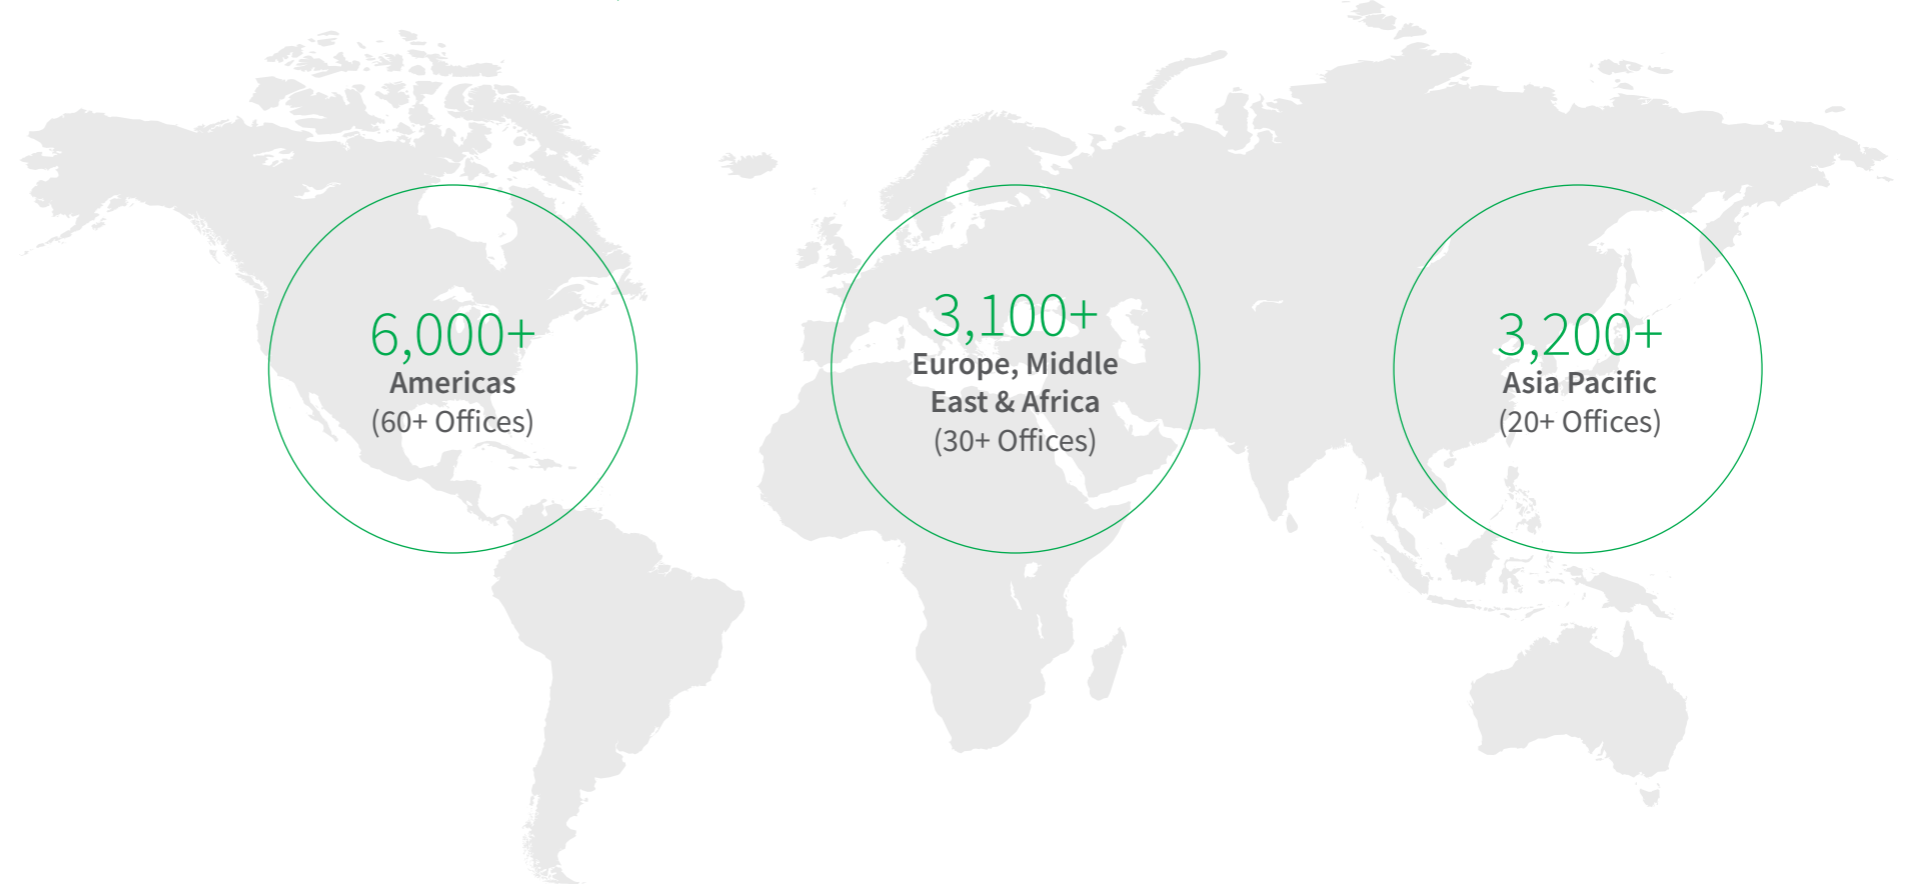 6,000+
Americas
(60+ Offices)
3,100+
Europe, Middle
East & Africa
(30+ Offices)
3,200+
Asia Pacific
(20+ Offices)